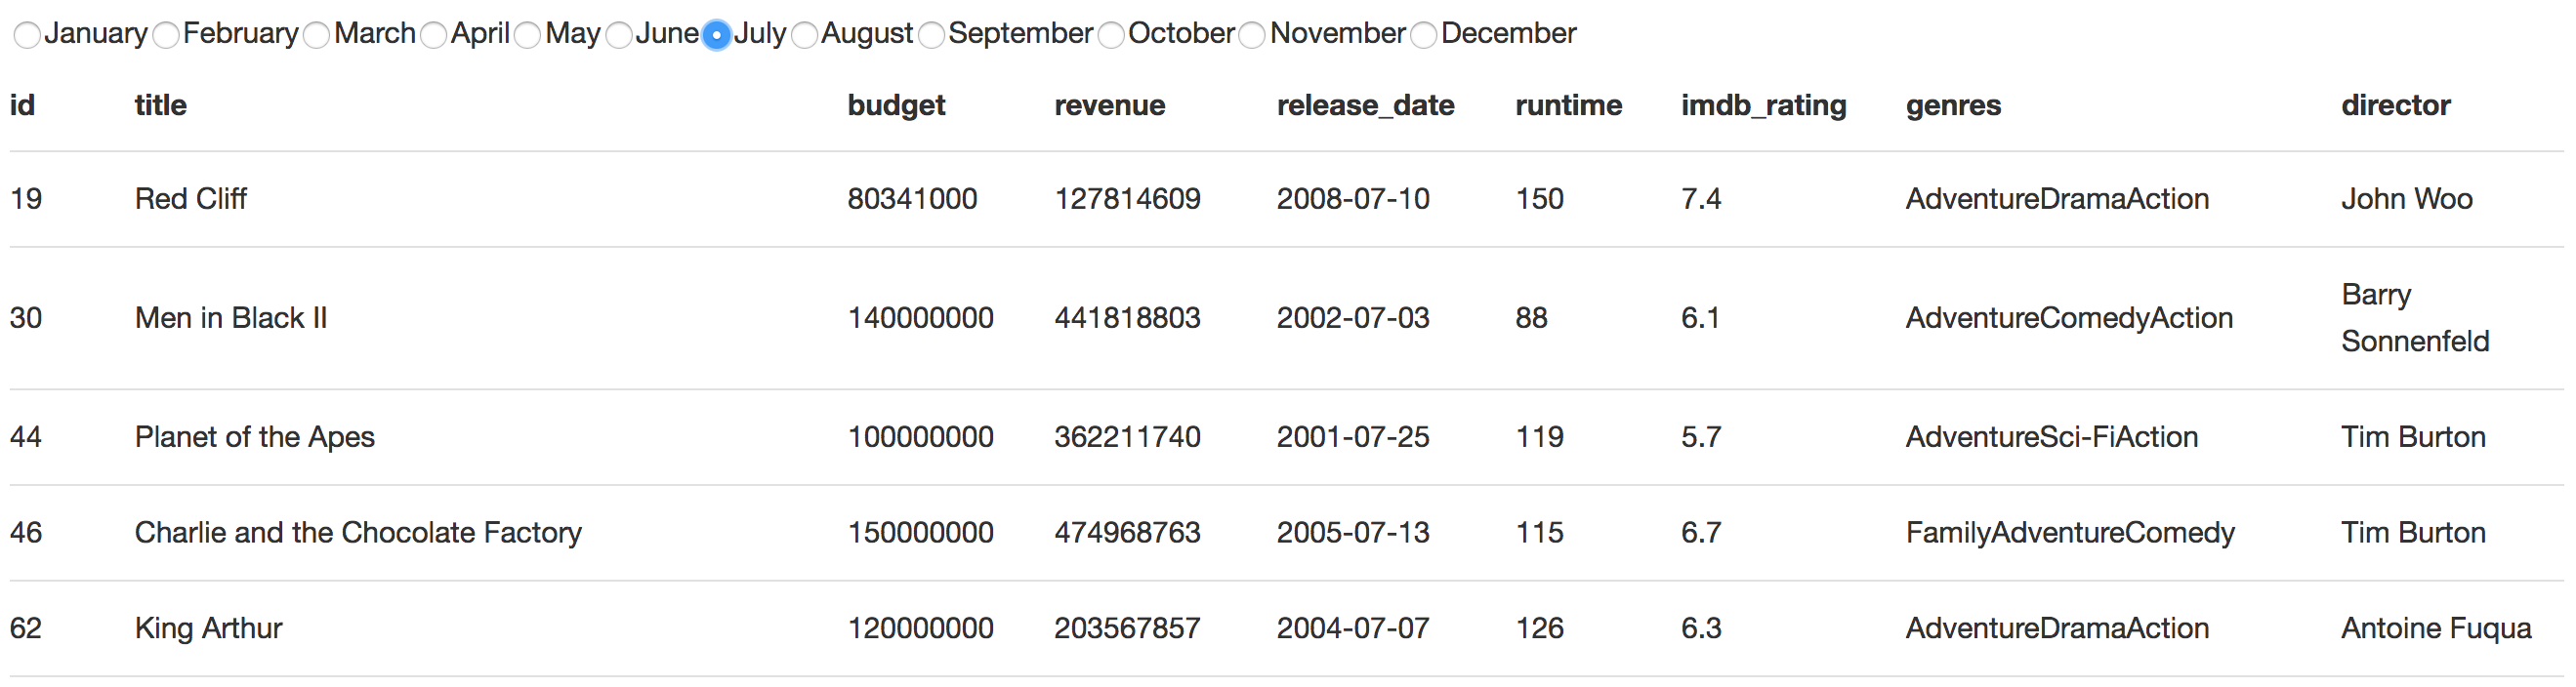 January February March April May June July August September October November December
id title budget revenue release_date runtime imdb_rating genres director
19 Red Cliff 80341000 127814609 2008-07-10 150 7.4 AdventureDramaAction John Woo
30 Men in Black II 140000000 441818803 2002-07-03 88 6.1 AdventureComedyAction Barry Sonnenfeld
44 Planet of the Apes 100000000 362211740 2001-07-25 119 5.7 AdventureSci-FiAction Tim Burton
46 Charlie and the Chocolate Factory 150000000 474968763 2005-07-13 115 6.7 FamilyAdventureComedy Tim Burton
62 King Arthur 120000000 203567857 2004-07-07 126 6.3 AdventureDramaAction Antoine Fuqua